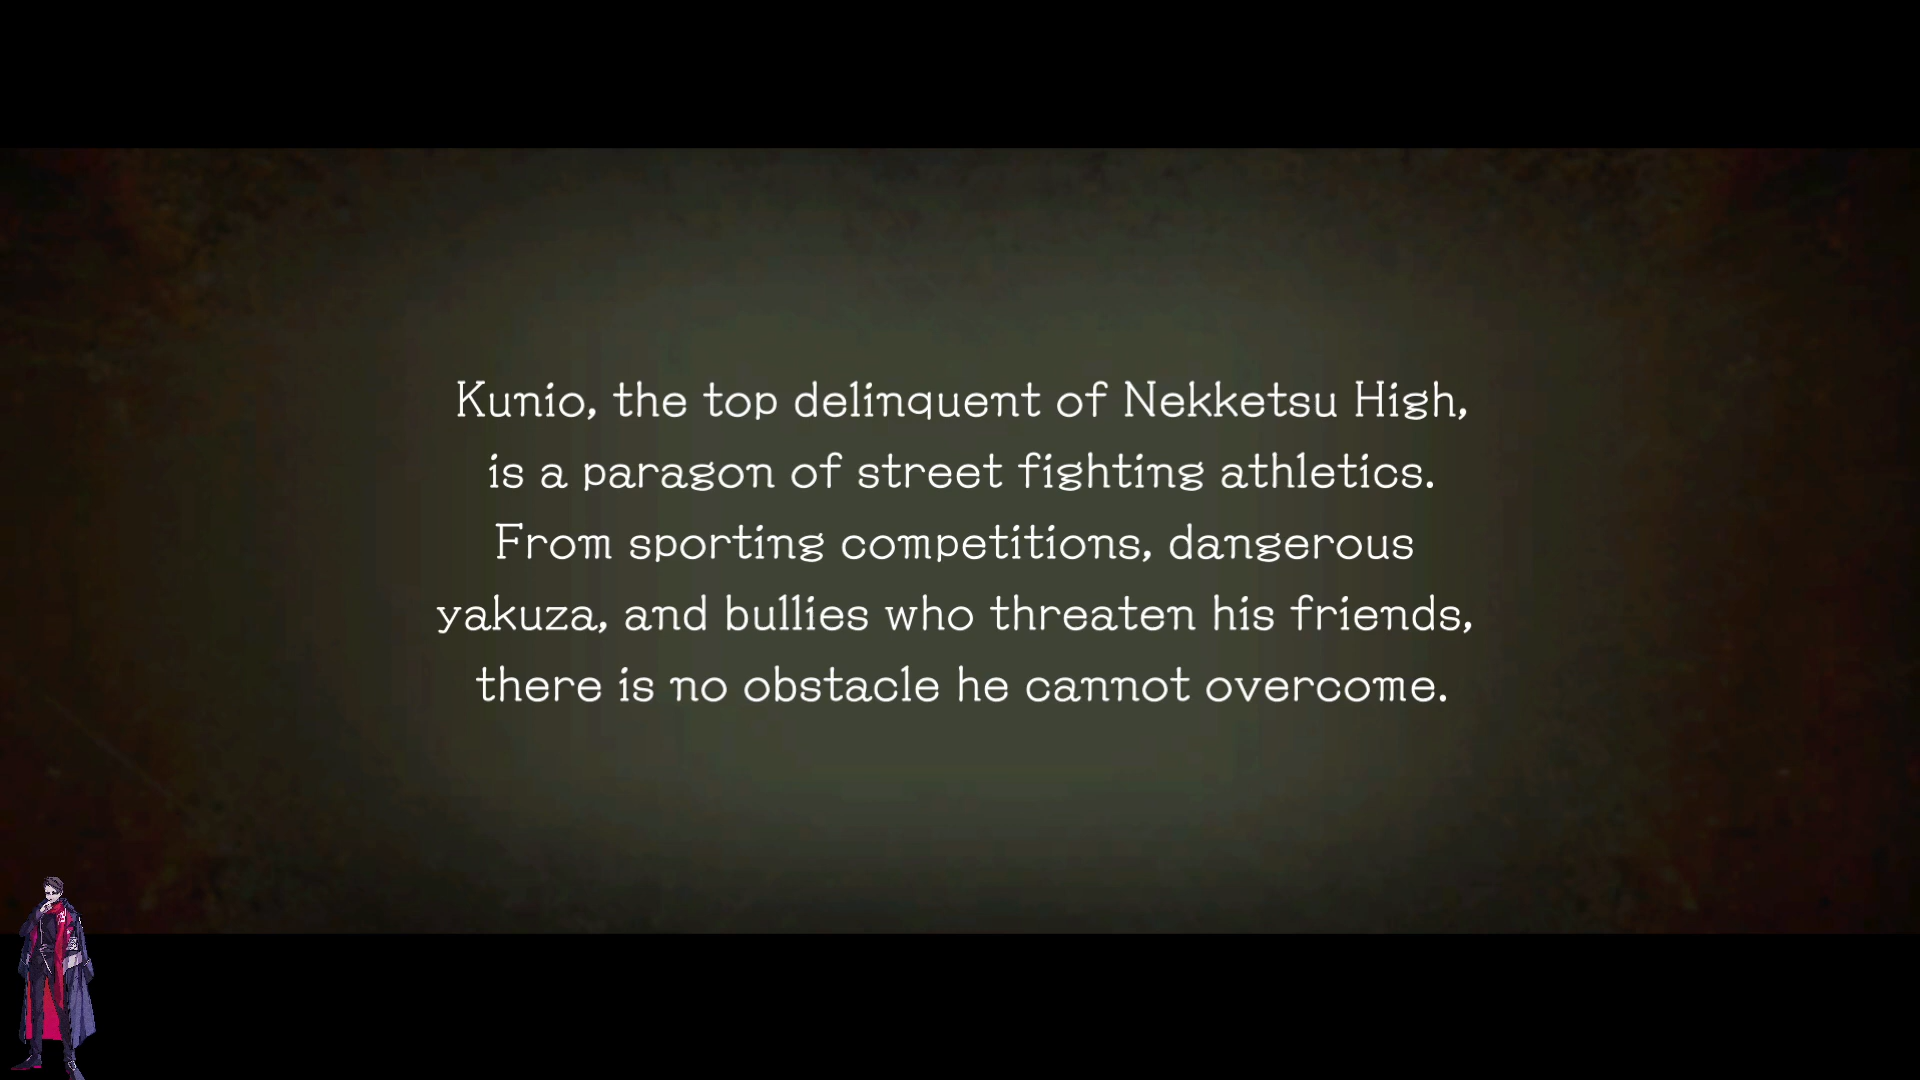 Kunio, the top delinquent of Nekketsu High,
is a paragon of street fighting athletics.
From sporting competitions, dangerous
yakuza, and bullies who threaten his friends,
there is no obstacle he cannot overcome.